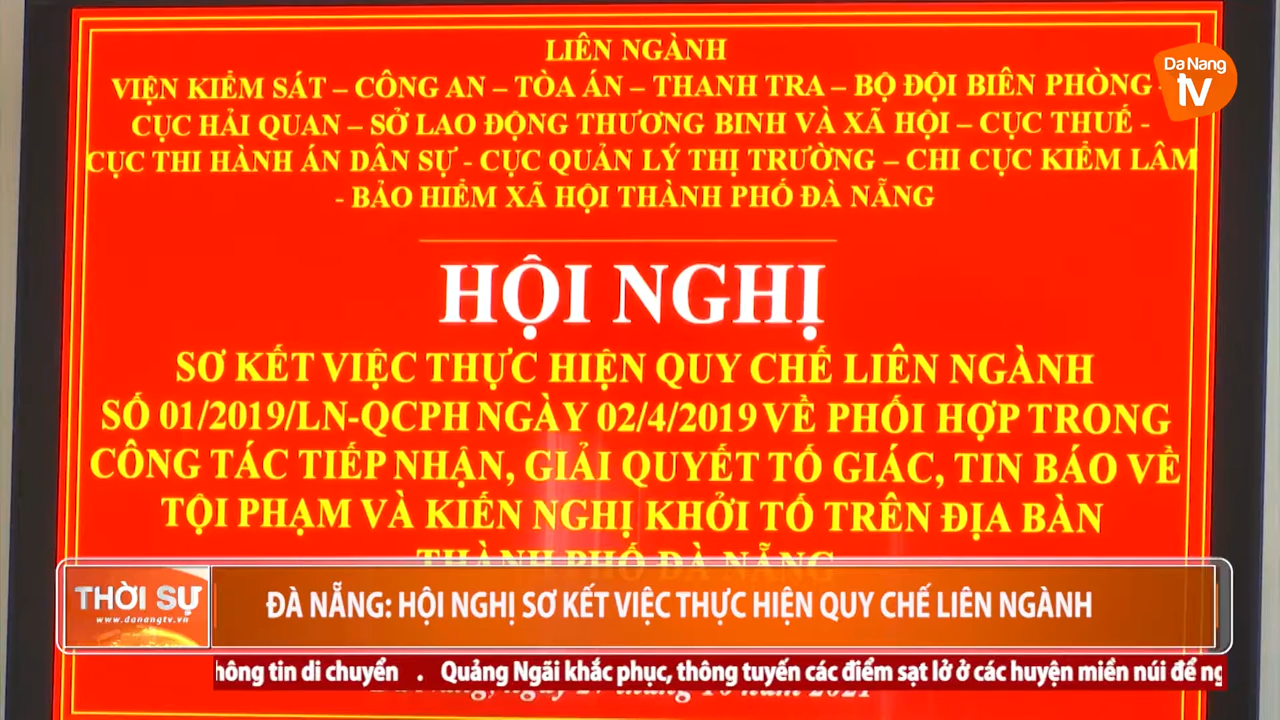 LIÊN NGÀNH
VIỆN KIỂM SÁT – CÔNG AN – TÒA ÁN – THANH TRA – BỘ ĐỘI BIÊN PHÒNG -
CỤC HẢI QUAN – SỞ LAO ĐỘNG THƯƠNG BINH VÀ XÃ HỘI – CỤC THUẾ -
CỤC THI HÀNH ÁN DÂN SỰ - CỤC QUẢN LÝ THỊ TRƯỜNG – CHI CỤC KIỂM LÂM
- BẢO HIỂM XÃ HỘI THÀNH PHỐ ĐÀ NẴNG
Da Nang
tv
HỘI NGHỊ
SƠ KẾT VIỆC THỰC HIỆN QUY CHẾ LIÊN NGÀNH
SỐ 01/2019/LN-QCPH NGÀY 02/4/2019 VỀ PHỐI HỢP TRONG
CÔNG TÁC TIẾP NHẬN, GIẢI QUYẾT TỐ GIÁC, TIN BÁO VỀ
TỘI PHẠM VÀ KIẾN NGHỊ KHỞI TỐ TRÊN ĐỊA BÀN
THÀNH PHỐ ĐÀ NẴNG
THỜI SỰ
www.danangtv.vn
ĐÀ NẴNG: HỘI NGHỊ SƠ KẾT VIỆC THỰC HIỆN QUY CHẾ LIÊN NGÀNH
hông tin di chuyển . Quảng Ngãi khắc phục, thông tuyến các điểm sạt lở ở các huyện miền núi để ng